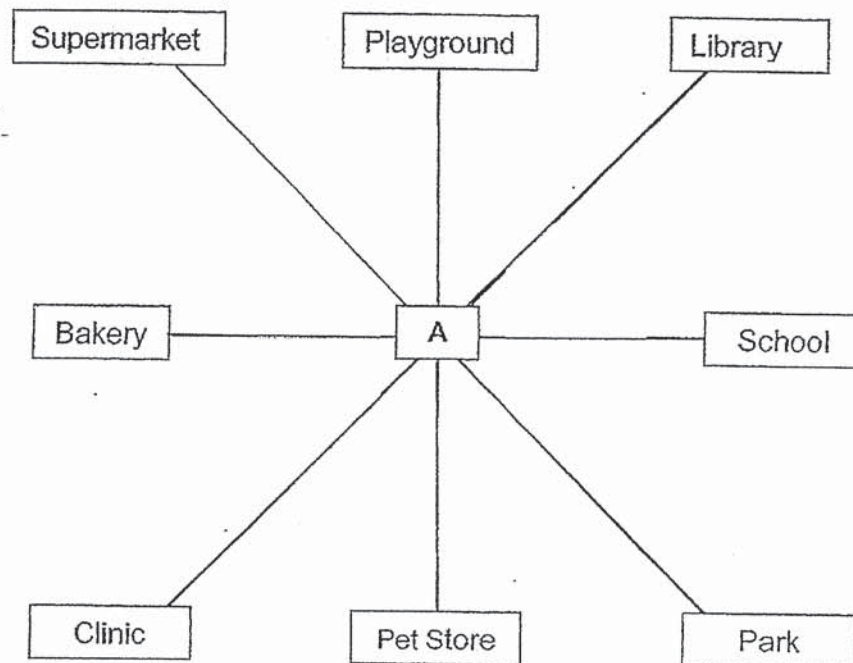 Supermarket
Playground
Library
Bakery
A
School
Clinic
Pet Store
Park